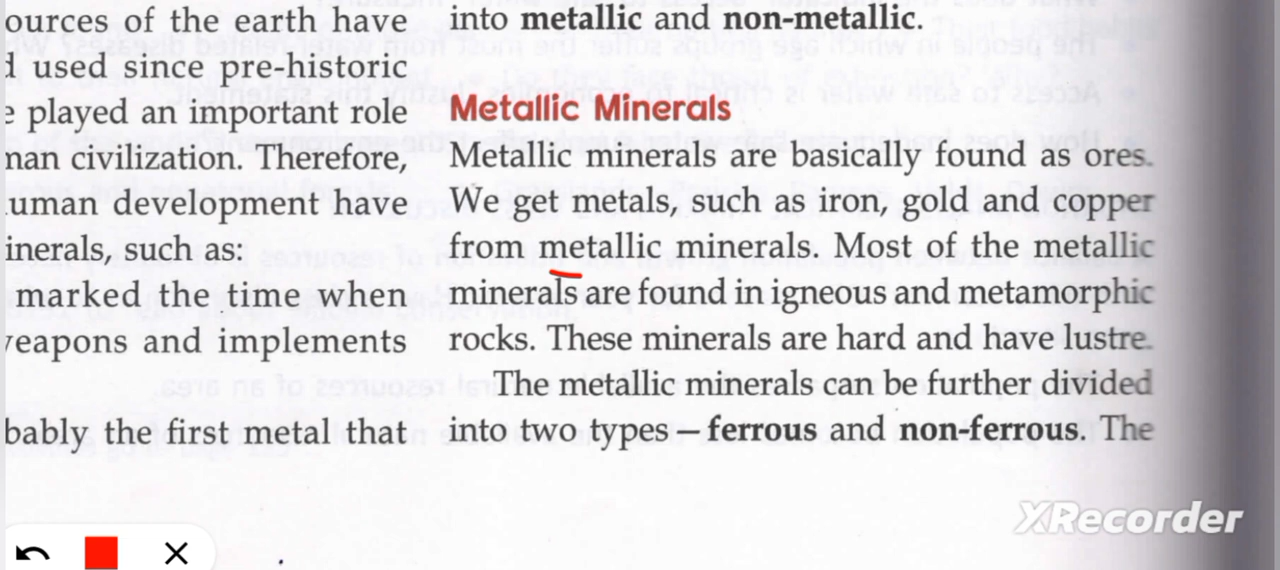 ources of the earth have
used since pre-historic
played an important role
man civilization. Therefore,
uman development have
inerals, such as:
marked the time when
weapons and implements
bably the first metal that
into metallic and non-metallic.
Metallic Minerals
Metallic minerals are basically found as ores.
We get metals, such as iron, gold and copper
from metallic minerals. Most of the metallic
minerals are found in igneous and metamorphic
rocks. These minerals are hard and have lustre.
The metallic minerals can be further, divided
into two types—ferrous and non-ferrous. The
XRecorder